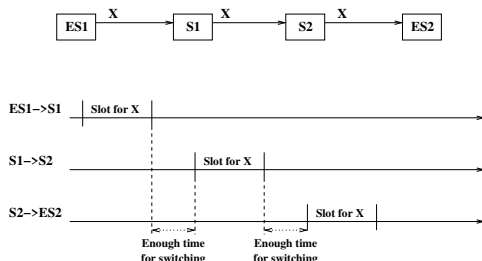 X X X
ES1 S1 S2 ES2
ES1->S1 Slot for X
S1->S2 Slot for X
S2->ES2 Slot for X
Enough time Enough time
for switching for switching